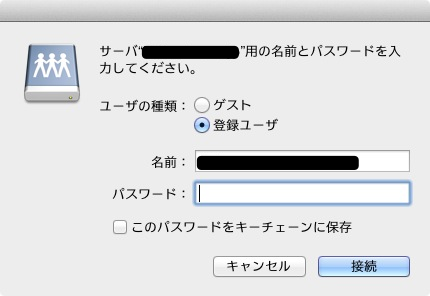 サーバ“ ”用の名前とパスワードを入
力してください。
ユーザの種類： ゲスト
登録ユーザ
名前：
パスワード：
このパスワードをキーチェーンに保存
キャンセル 接続